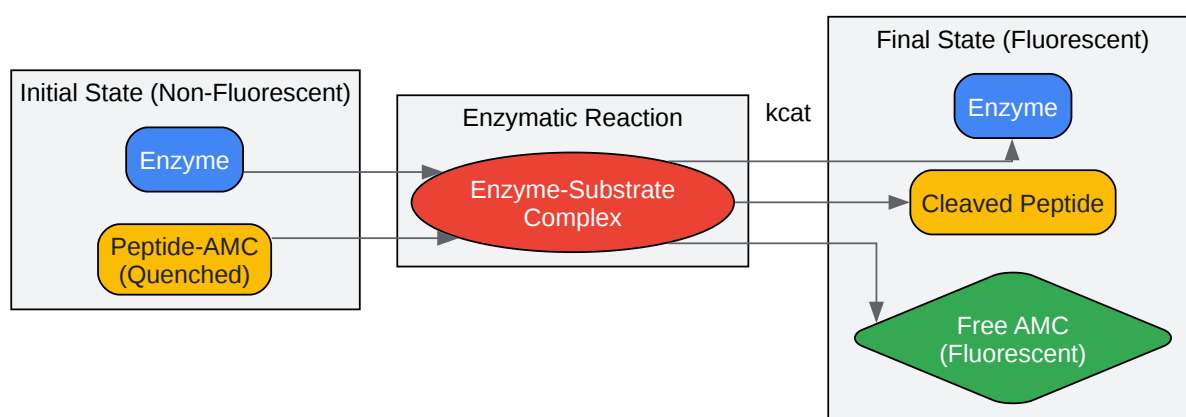 Initial State (Non-Fluorescent)
Enzyme
Peptide-AMC
(Quenched)
Enzymatic Reaction
Enzyme-Substrate
Complex
kcat
Final State (Fluorescent)
Enzyme
Cleaved Peptide
Free AMC
(Fluorescent)